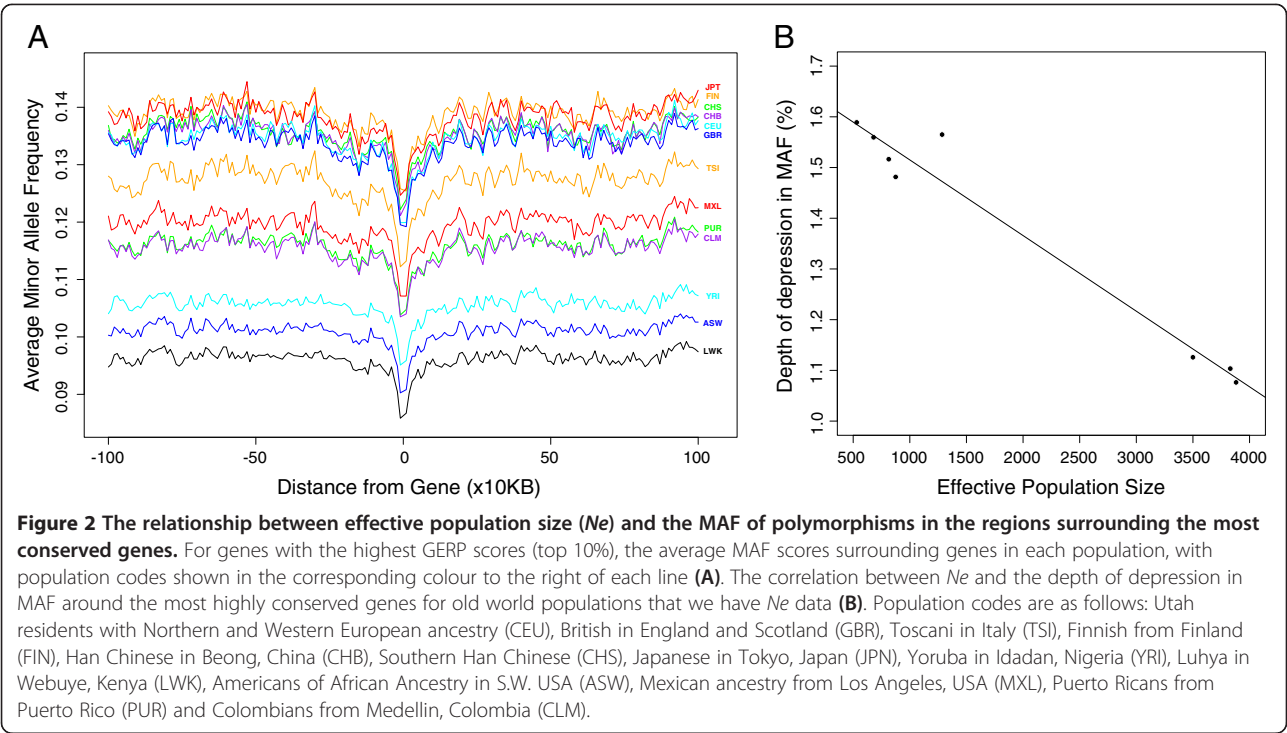 A
Average Minor Allele Frequency
0.14
0.13
0.12
0.11
0.10
0.09
JPT
FIN
CHS
CHB
CEU
GBR
TSI
MXL
PUR
CLM
YRI
ASW
LWK
-100
-50
0
50
100
Distance from Gene (x10KB)
B
Depth of depression in MAF (%)
1.7
1.6
1.5
1.4
1.3
1.2
1.1
1.0
500
1000
1500
2000
2500
3000
3500
4000
Effective Population Size
Figure 2 The relationship between effective population size (Ne) and the MAF of polymorphisms in the regions surrounding the most
conserved genes. For genes with the highest GERP scores (top 10%), the average MAF scores surrounding genes in each population, with
population codes shown in the corresponding colour to the right of each line (A). The correlation between Ne and the depth of depression in
MAF around the most highly conserved genes for old world populations that we have Ne data (B). Population codes are as follows: Utah
residents with Northern and Western European ancestry (CEU), British in England and Scotland (GBR), Toscani in Italy (TSI), Finnish from Finland
(FIN), Han Chinese in Beong, China (CHB), Southern Han Chinese (CHS), Japanese in Tokyo, Japan (JPN), Yoruba in Idadan, Nigeria (YRI), Luhya in
Webuye, Kenya (LWK), Americans of African Ancestry in S.W. USA (ASW), Mexican ancestry from Los Angeles, USA (MXL), Puerto Ricans from
Puerto Rico (PUR) and Colombians from Medellin, Colombia (CLM).